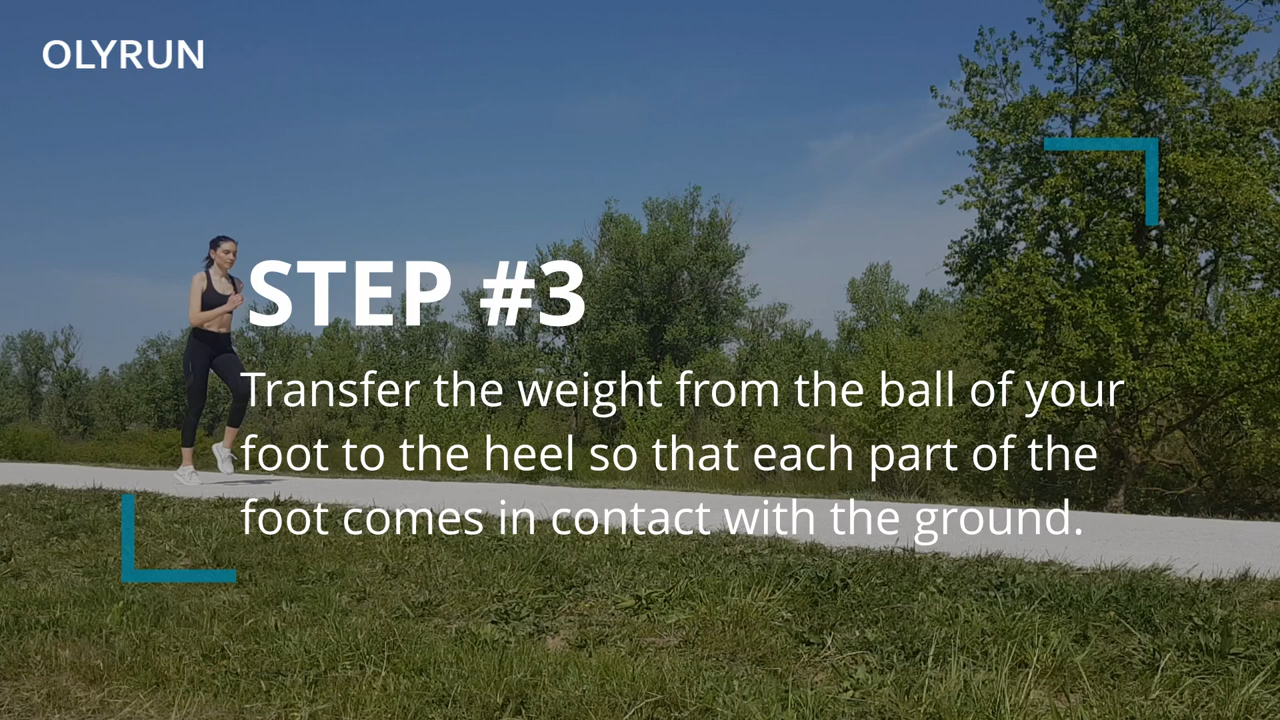 OLYRUN
STEP #3
Transfer the weight from the ball of your
foot to the heel so that each part of the
foot comes in contact with the ground.